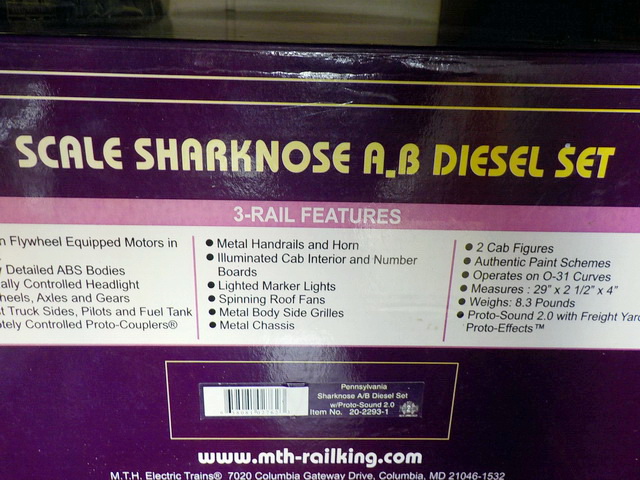 SCALE SHARKNOSE A.B DIESEL SET
3-RAIL FEATURES
Flywheel Equipped Motors in
Detailed ABS Bodies
Controlled Headlight
Axles and Gears
Truck Sides, Pilots and Fuel Tank
Controlled Proto-Couplers®
• Metal Handrails and Horn
• Illuminated Cab Interior and Number
Boards
• Lighted Marker Lights
• Spinning Roof Fans
• Metal Body Side Grilles
• Metal Chassis
• 2 Cab Figures
• Authentic Paint Schemes
• Operates on O-31 Curves
• Measures : 29" x 2 1/2" x 4"
• Weighs: 8.3 Pounds
• Proto-Sound 2.0 with Freight
Proto-Effects™
Pennsylvania
Sharknose A/B Diesel Set
w/Proto-Sound 2.0
Item No. 20-2293-1
www.mth-railking.com
M.T.H. Electric Trains® 7020 Columbia Gateway Drive, Columbia, MD 21046-1532